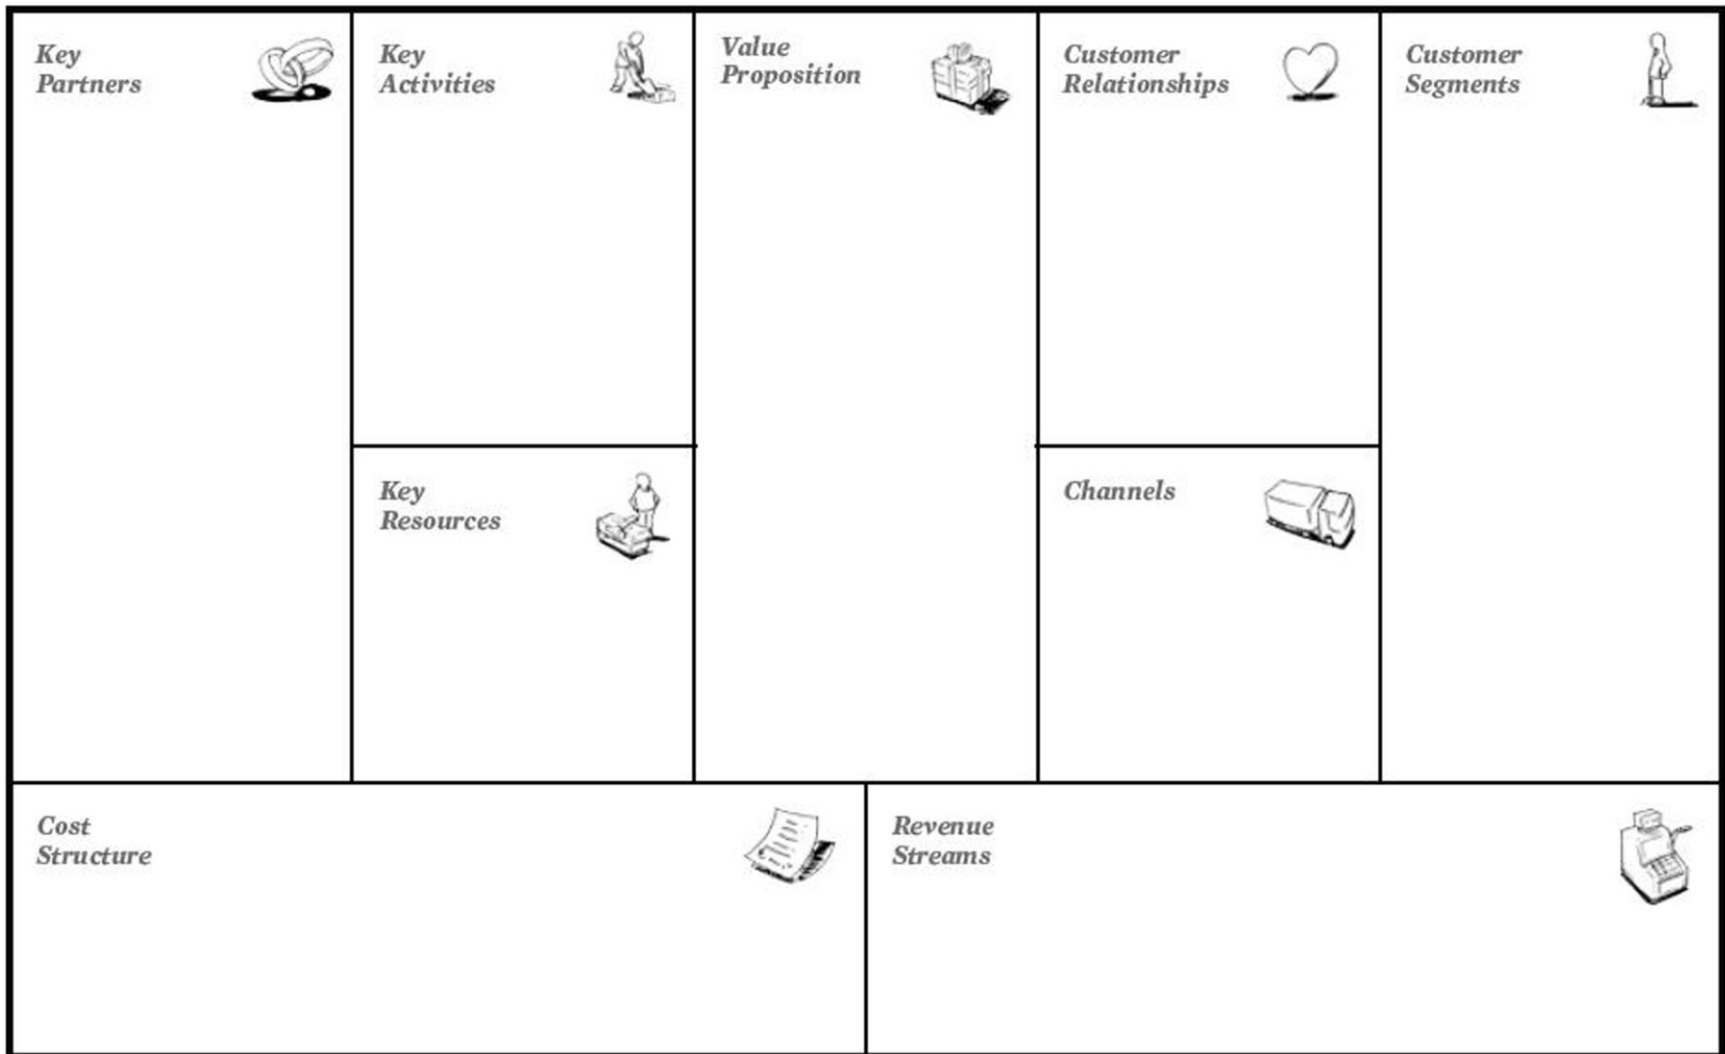 Key
Partners
Key
Activities
Value
Proposition
Customer
Relationships
Customer
Segments
Key
Resources
Channels
Cost
Structure
Revenue
Streams